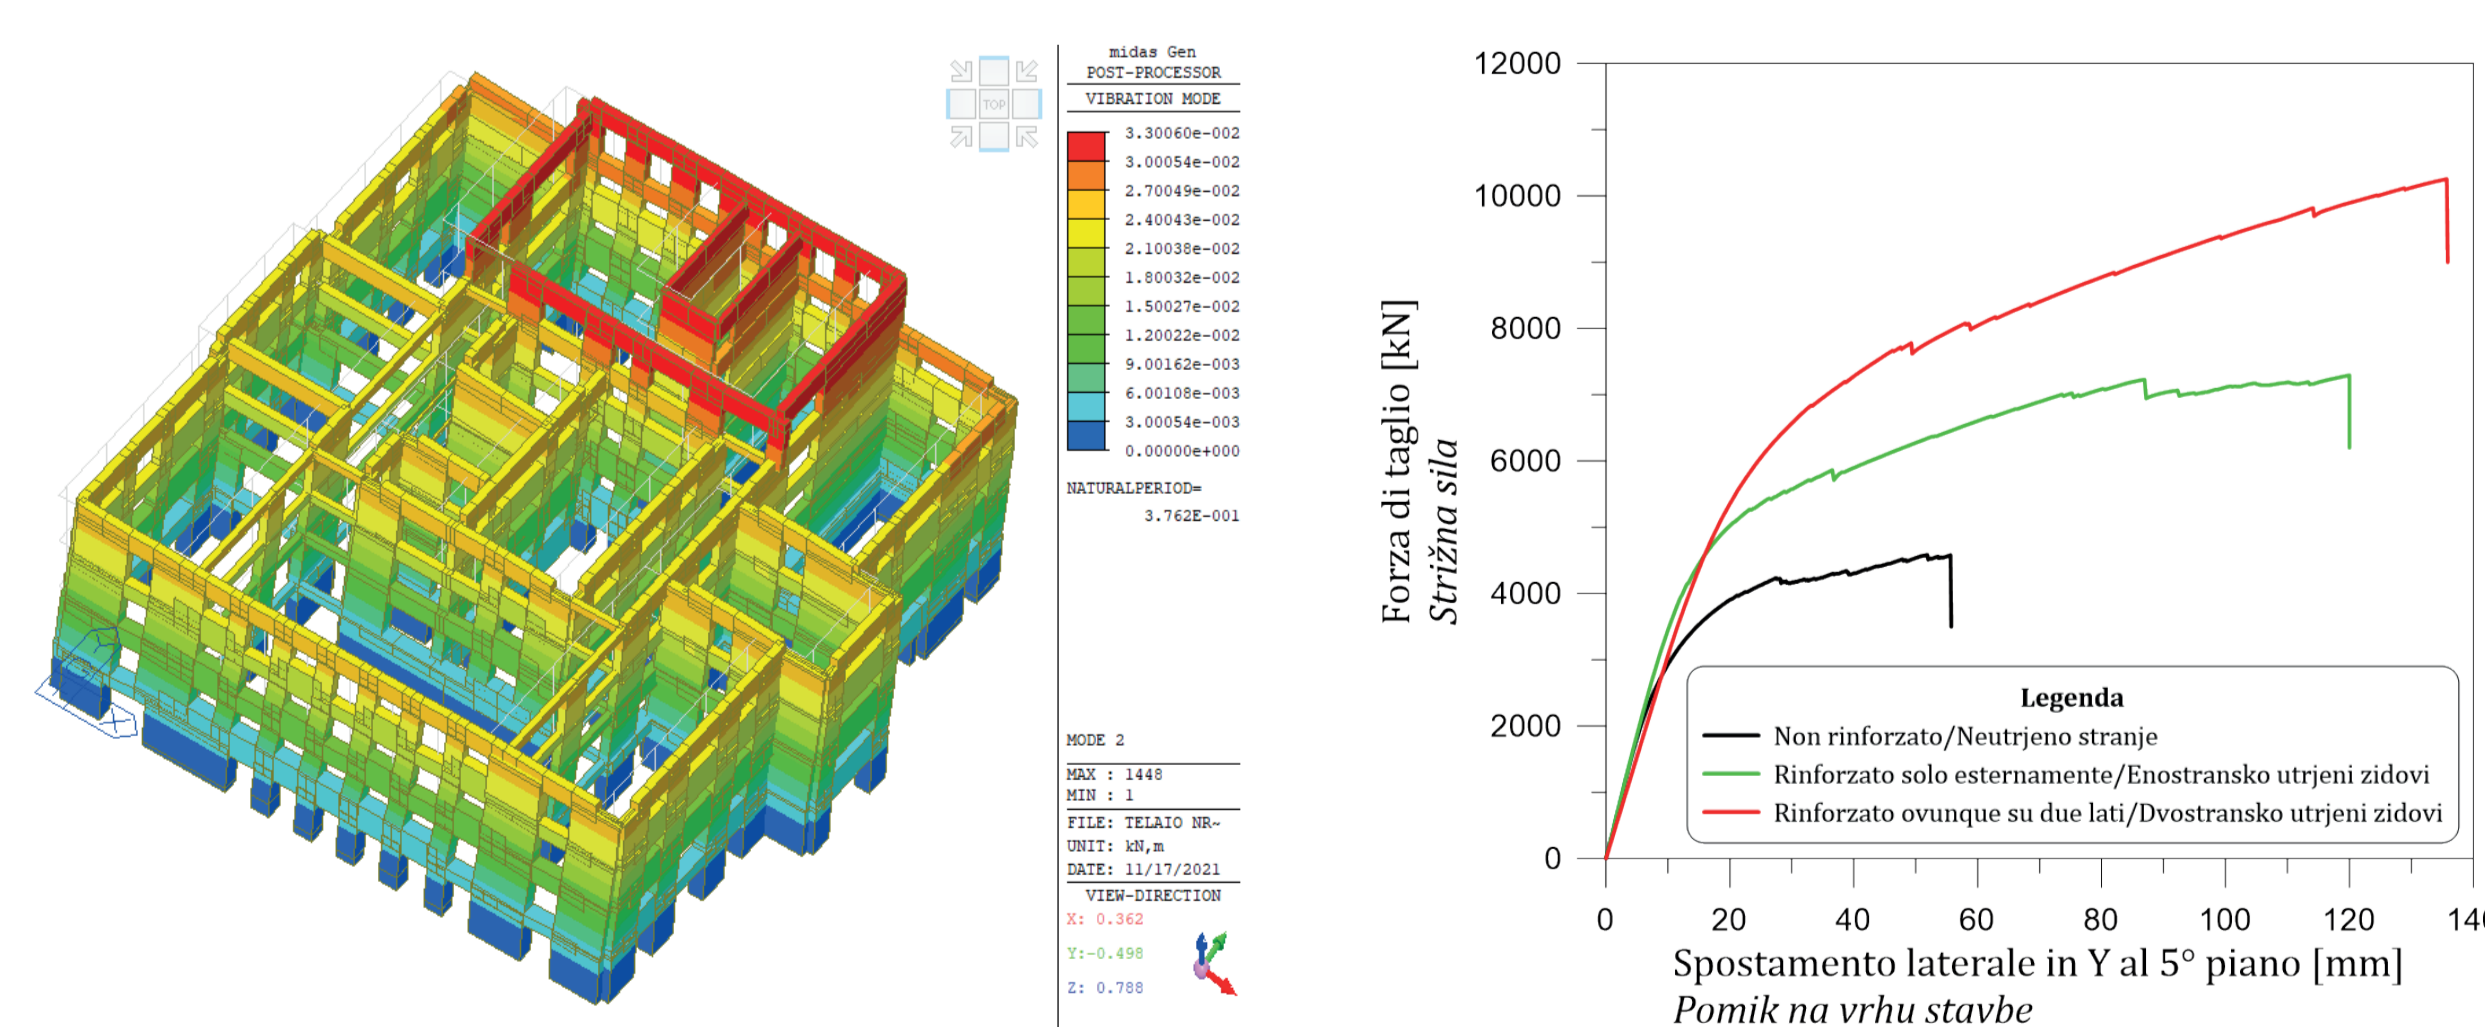 TOP
midas Gen
POST-PROCESSOR
VIBRATION MODE
3.30060e-002
3.00054e-002
2.70049e-002
2.40043e-002
2.10038e-002
1.80032e-002
1.50027e-002
1.20022e-002
9.00162e-003
6.00108e-003
3.00054e-003
0.00000e+000
NATURALPERIOD=
3.762E-001
MODE 2
MAX : 1448
MIN : 1
FILE: TELAIO NR~
UNIT: kN,m
DATE: 11/17/2021
VIEW-DIRECTION
X: 0.362
Y:-0.498
Z: 0.788
Forza di taglio [kN]
Strižna sila
12000
10000
8000
6000
4000
2000
0
Legenda
Non rinforzato/Neutrjeno stranje
Rinforzato solo esternamente/Enostransko utrjeni zidovi
Rinforzato ovunque su due lati/Dvostransko utrjeni zidovi
0 20 40 60 80 100 120
Spostamento laterale in Y al 5° piano [mm]
Pomik na vrhu stavbe